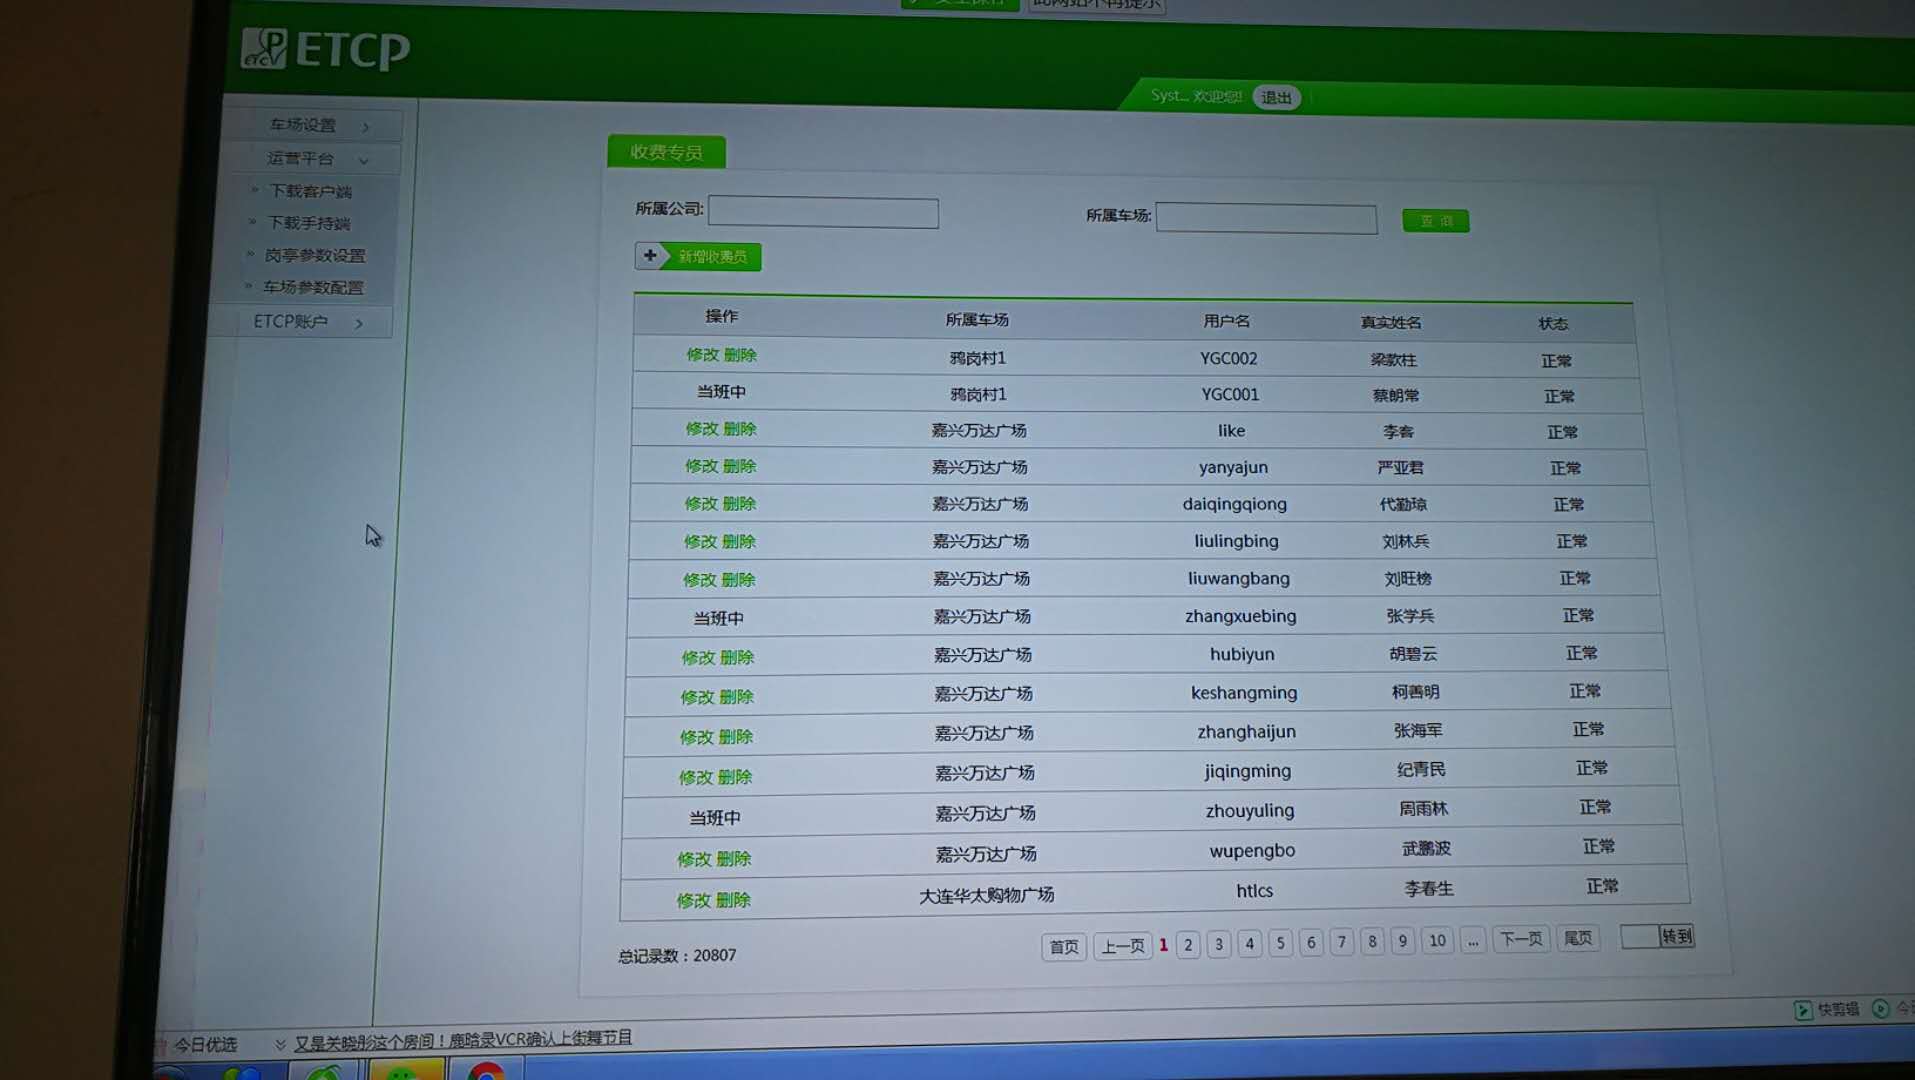 此网站不再提示
ETCP
Syst... 欢迎您! 退出
车场设置
运营平台
» 下载客户端
» 下载手持端
» 岗亭参数设置
» 车场参数配置
ETCP账户
收费专员
所属公司: 所属车场: 查 询
新增收费员
操作 所属车场 用户名 真实姓名 状态
修改 删除 鸦岗村1 YGC002 梁款柱 正常
当班中 鸦岗村1 YGC001 蔡朗常 正常
修改 删除 嘉兴万达广场 like 李客 正常
修改 删除 嘉兴万达广场 yanyajun 严亚君 正常
修改 删除 嘉兴万达广场 daiqingqiong 代勤琼 正常
修改 删除 嘉兴万达广场 liulingbing 刘林兵 正常
修改 删除 嘉兴万达广场 liuwangbang 刘旺榜 正常
当班中 嘉兴万达广场 zhangxuebing 张学兵 正常
修改 删除 嘉兴万达广场 hubiyun 胡碧云 正常
修改 删除 嘉兴万达广场 keshangming 柯善明 正常
修改 删除 嘉兴万达广场 zhanghaijun 张海军 正常
修改 删除 嘉兴万达广场 jiqingming 纪青民 正常
当班中 嘉兴万达广场 zhouyuling 周雨林 正常
修改 删除 嘉兴万达广场 wupengbo 武鹏波 正常
修改 删除 大连华太购物广场 htlcs 李春生 正常
总记录数：20807 首页 上一页 1 2 3 4 5 6 7 8 9 10 ... 下一页 尾页 转到
快剪辑
今日优选 又是关晓彤这个房间！鹿晗录VCR确认上街舞节目